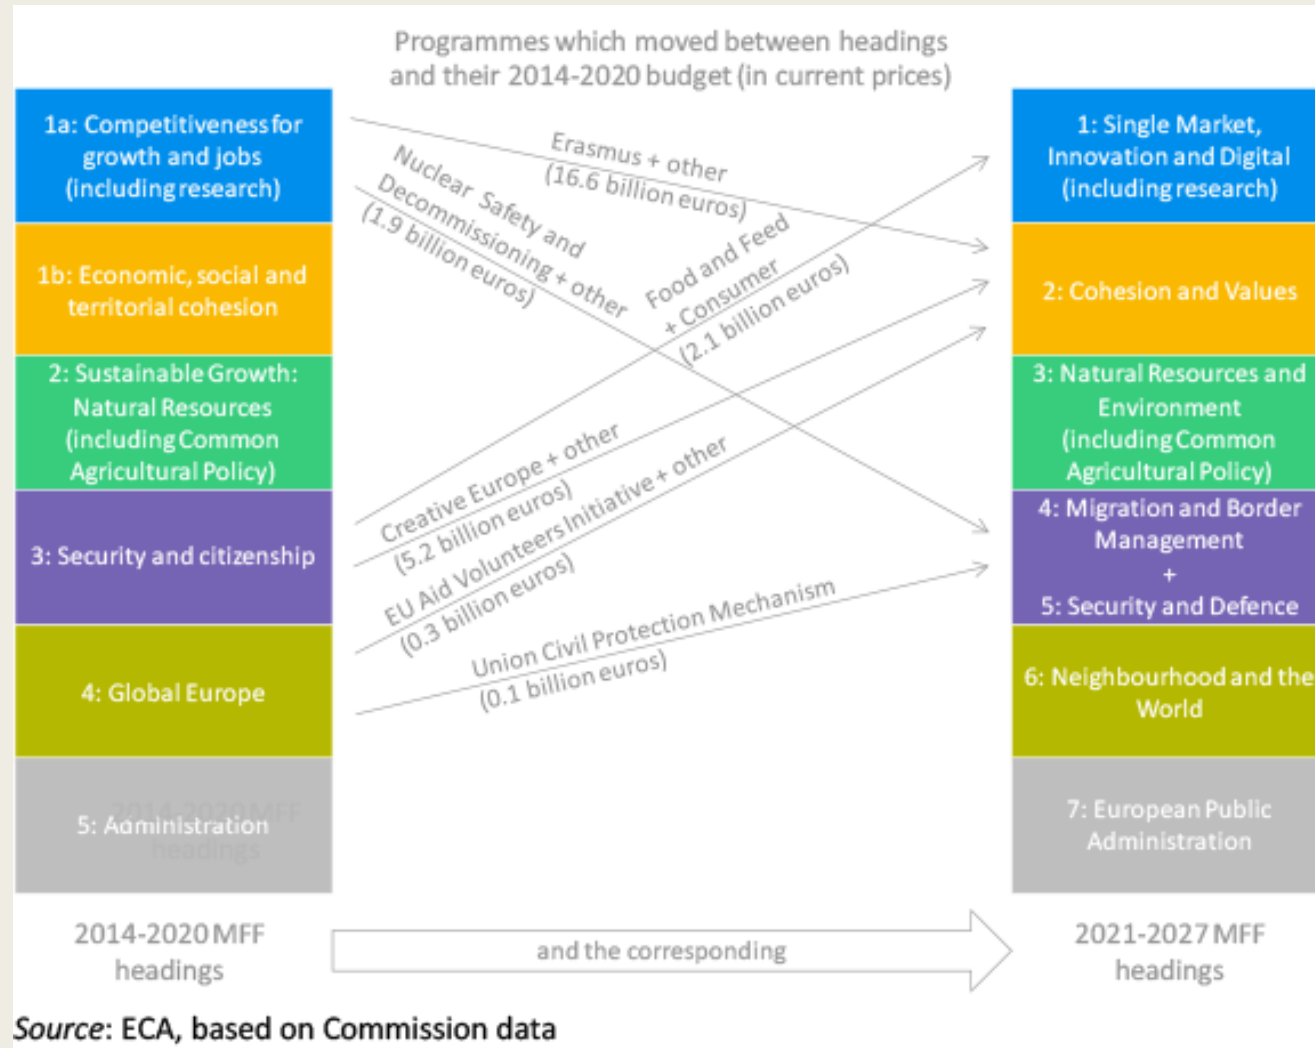 Programmes which moved between headings
and their 2014-2020 budget (in current prices)
1a: Competitiveness for
growth and jobs
(including research)
1b: Economic, social and
territorial cohesion
2: Sustainable Growth:
Natural Resources
(including Common
Agricultural Policy)
3: Security and citizenship
4: Global Europe
5: Administration
2014-2020 MFF
headings
Erasmus + other
(16.6 billion euros)
Nuclear Safety and
Decommissioning + other
(1.9 billion euros)
Food and Feed
+ Consumer
(2.1 billion euros)
Creative Europe + other
(5.2 billion euros)
EU Aid Volunteers Initiative + other
(0.3 billion euros)
Union Civil Protection Mechanism
(0.1 billion euros)
1: Single Market,
Innovation and Digital
(including research)
2: Cohesion and Values
3: Natural Resources and
Environment
(including Common
Agricultural Policy)
4: Migration and Border
Management
+
5: Security and Defence
6: Neighbourhood and the
World
7: European Public
Administration
2014-2020 MFF
headings
and the corresponding
2021-2027 MFF
headings
Source: ECA, based on Commission data